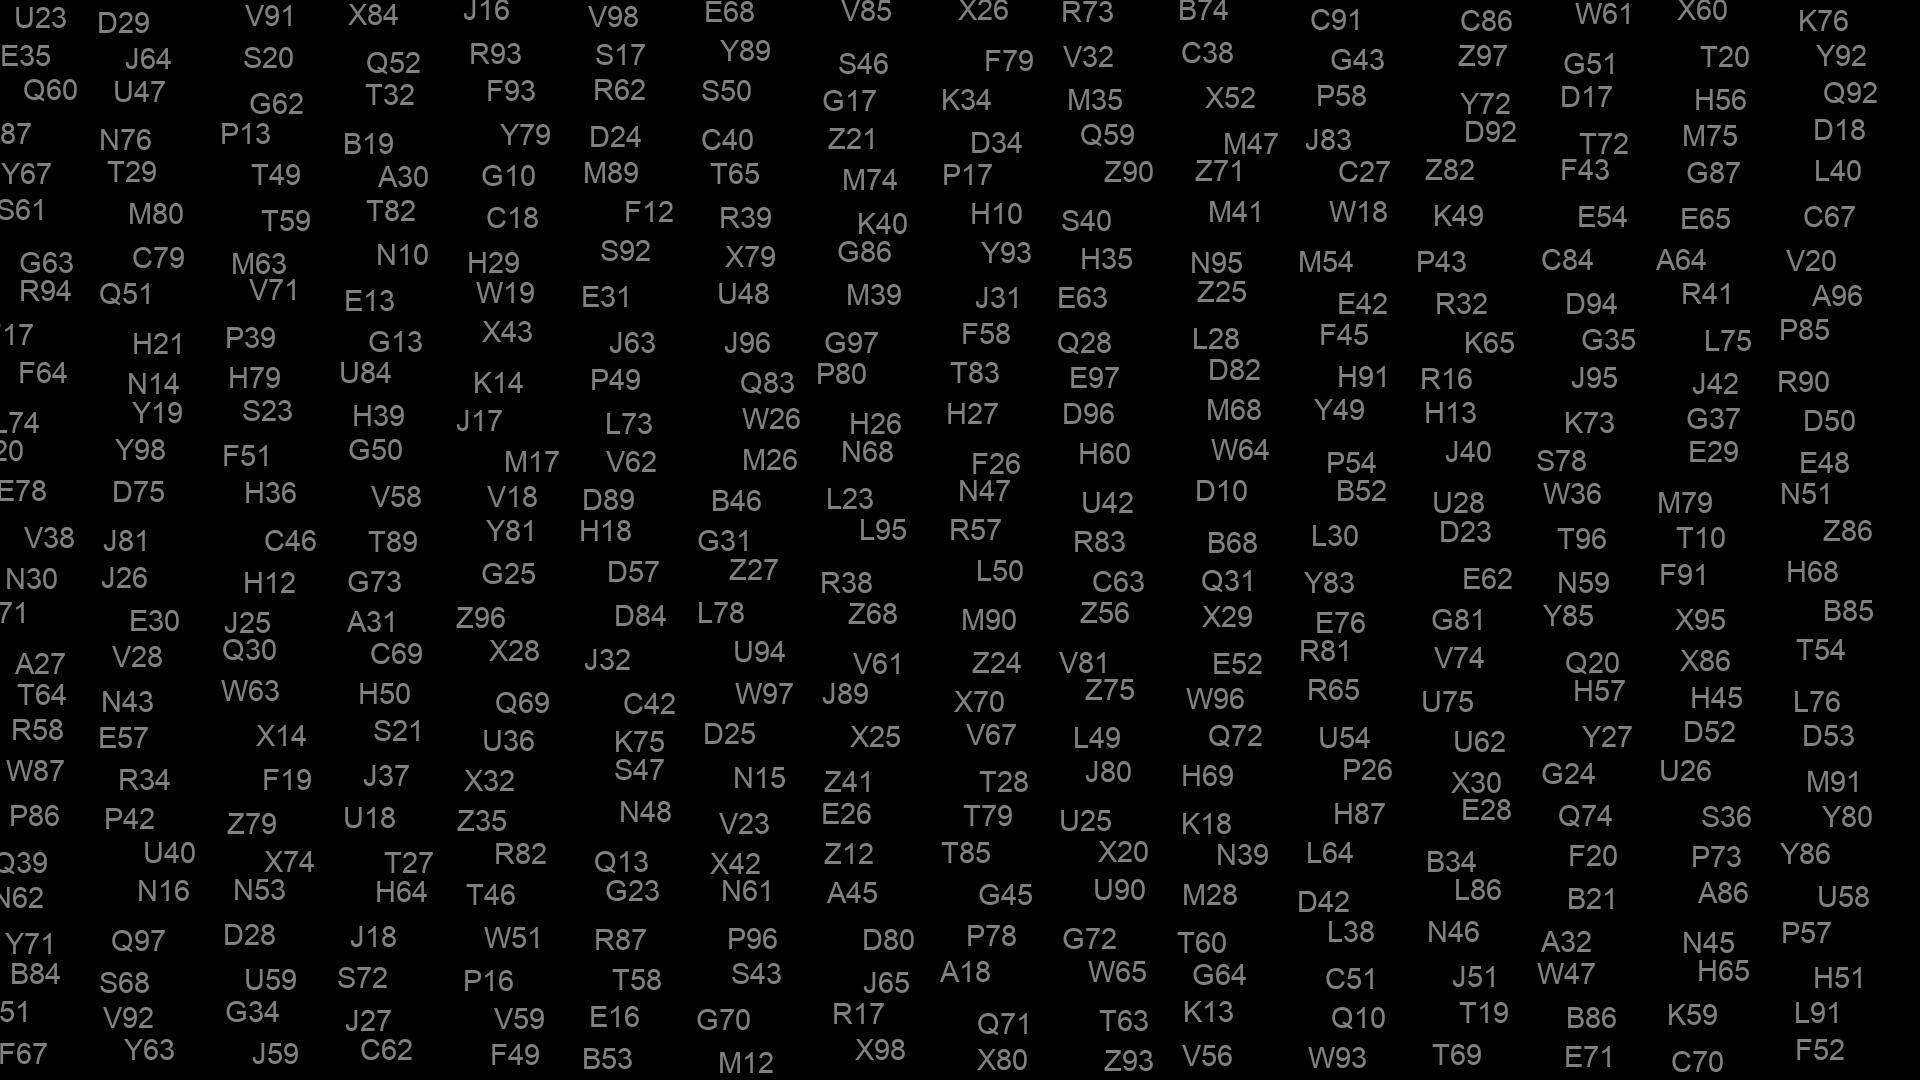 U23 D29 V91 X84 J16 V98 E68 V85 X26 R73 B74 C91 C86 W61 X60 K76
E35 J64 S20 Q52 R93 S17 Y89 S46 F79 V32 C38 G43 Z97 G51 T20 Y92
Q60 U47 G62 T32 F93 R62 S50 G17 K34 M35 X52 P58 Y72 D17 H56 Q92
87 N76 P13 B19 Y79 D24 C40 Z21 D34 Q59 M47 J83 D92 T72 M75 D18
Y67 T29 T49 A30 G10 M89 T65 M74 P17 Z90 Z71 C27 Z82 F43 G87 L40
S61 M80 T59 T82 C18 F12 R39 K40 H10 S40 M41 W18 K49 E54 E65 C67
G63 C79 M63 N10 H29 S92 X79 G86 Y93 H35 N95 M54 P43 C84 A64 V20
R94 Q51 V71 E13 W19 E31 U48 M39 J31 E63 Z25 E42 R32 D94 R41 A96
17 H21 P39 G13 X43 J63 J96 G97 F58 Q28 L28 F45 K65 G35 L75 P85
F64 N14 H79 U84 K14 P49 Q83 P80 T83 E97 D82 H91 R16 J95 J42 R90
L74 Y19 S23 H39 J17 L73 W26 H26 H27 D96 M68 Y49 H13 K73 G37 D50
20 Y98 F51 G50 M17 V62 M26 N68 F26 H60 W64 P54 J40 S78 E29 E48
E78 D75 H36 V58 V18 D89 B46 L23 N47 U42 D10 B52 U28 W36 M79 N51
V38 J81 C46 T89 Y81 H18 G31 L95 R57 R83 B68 L30 D23 T96 T10 Z86
N30 J26 H12 G73 G25 D57 Z27 R38 L50 C63 Q31 Y83 E62 N59 F91 H68
71 E30 J25 A31 Z96 D84 L78 Z68 M90 Z56 X29 E76 G81 Y85 X95 B85
A27 V28 Q30 C69 X28 J32 U94 V61 Z24 V81 E52 R81 V74 Q20 X86 T54
T64 N43 W63 H50 Q69 C42 W97 J89 X70 Z75 W96 R65 U75 H57 H45 L76
R58 E57 X14 S21 U36 K75 D25 X25 V67 L49 Q72 U54 U62 Y27 D52 D53
W87 R34 F19 J37 X32 S47 N15 Z41 T28 J80 H69 P26 X30 G24 U26 M91
P86 P42 Z79 U18 Z35 N48 V23 E26 T79 U25 K18 H87 E28 Q74 S36 Y80
Q39 U40 X74 T27 R82 Q13 X42 Z12 T85 X20 N39 L64 B34 F20 P73 Y86
N62 N16 N53 H64 T46 G23 N61 A45 G45 U90 M28 D42 L86 B21 A86 U58
Y71 Q97 D28 J18 W51 R87 P96 D80 P78 G72 T60 L38 N46 A32 N45 P57
B84 S68 U59 S72 P16 T58 S43 J65 A18 W65 G64 C51 J51 W47 H65 H51
51 V92 G34 J27 V59 E16 G70 R17 Q71 T63 K13 Q10 T19 B86 K59 L91
F67 Y63 J59 C62 F49 B53 M12 X98 X80 Z93 V56 W93 T69 E71 C70 F52